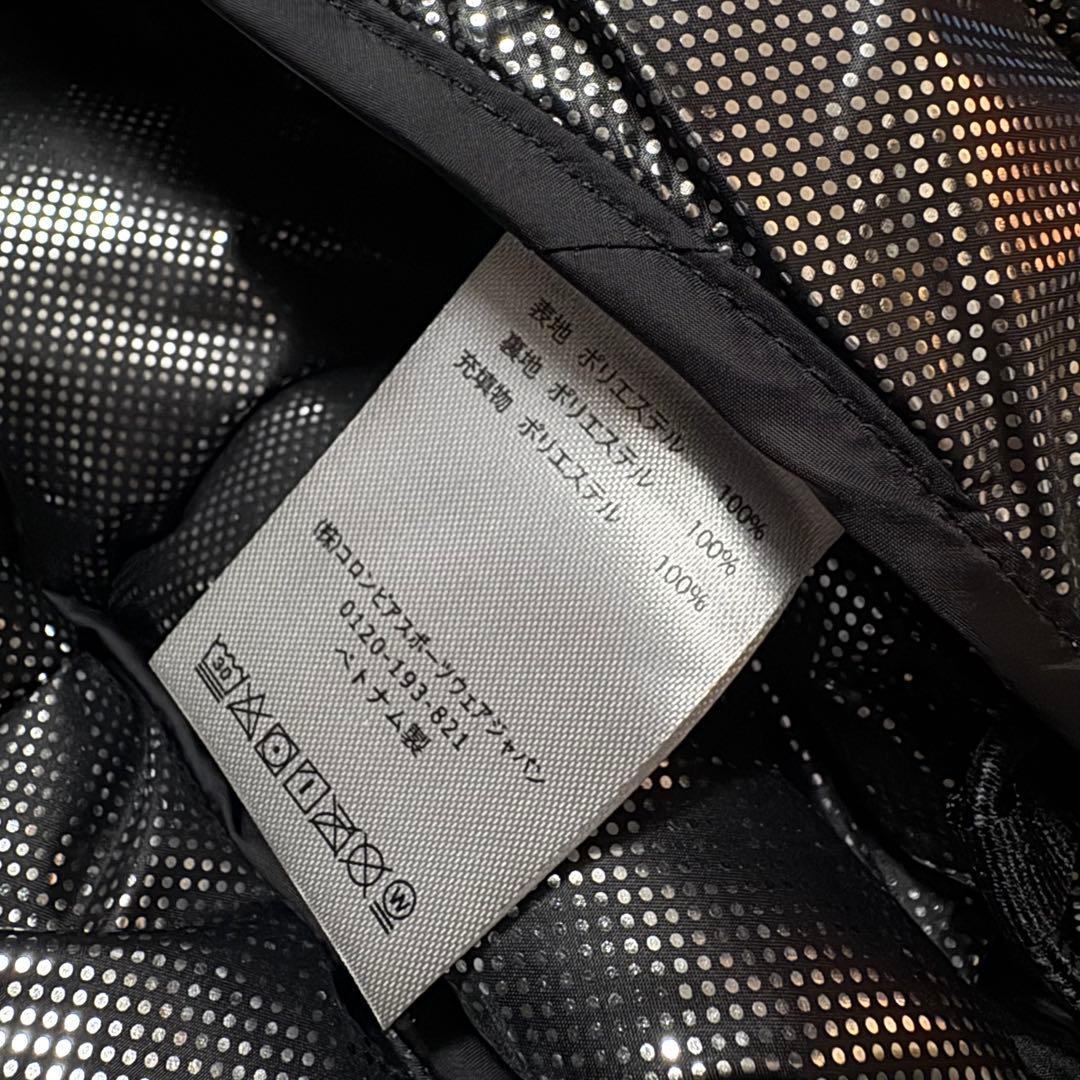 表地 ポリエステル 100%
裏地 ポリエステル 100%
充填物 ポリエステル 100%
(株)コロンビアスポーツウェアジャパン
0120-193-821
ベトナム製
30
W